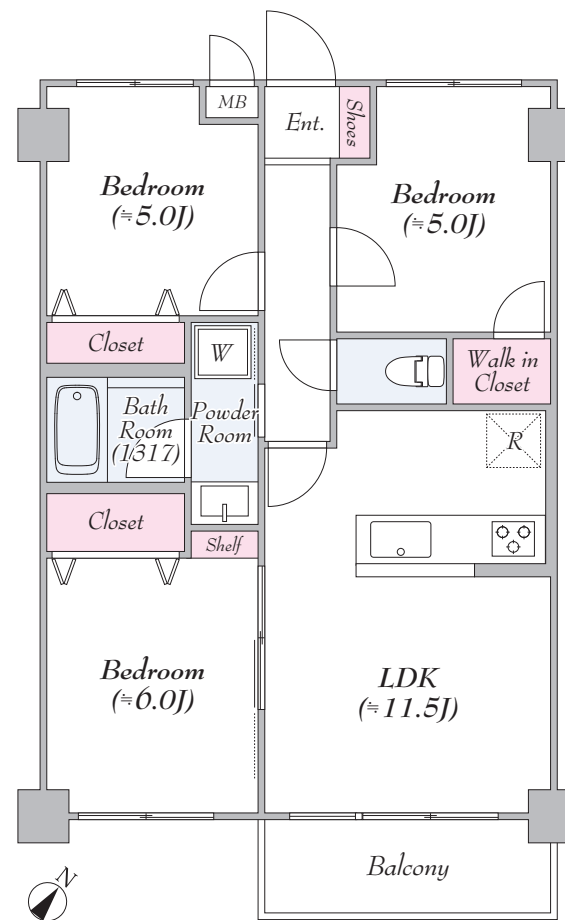 MB
Ent.
Shoes
Bedroom
(≒5.0J)
Bedroom
(≒5.0J)
Closet
W
Walk in
Closet
Bath
Room
(1317)
Powder
Room
R
Closet
Shelf
Bedroom
(≒6.0J)
LDK
(≒11.5J)
Balcony
N